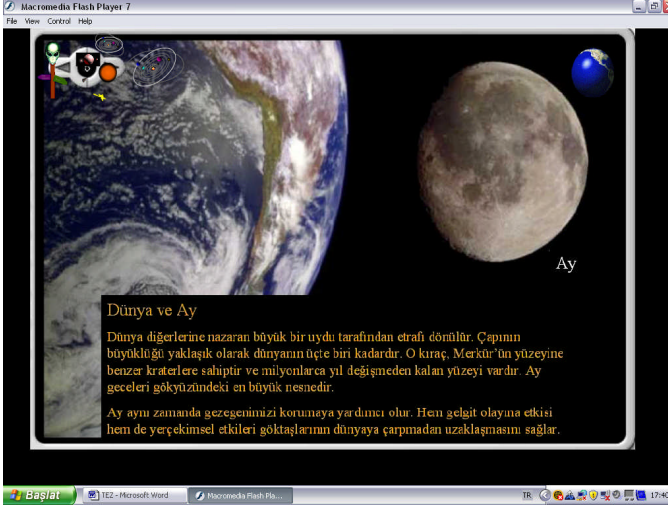 Macromedia Flash Player 7
File View Control Help
Ay
Dünya ve Ay
Dünya diğerlerine nazaran büyük bir uydu tarafından etrafı dönülür. Çapının
büyüklüğü yaklaşık olarak dünyanın üçte biri kadardır. O kıraç, Merkür'ün yüzeyine
benzer kraterlere sahiptir ve milyonlarca yıl değişmeden kalan yüzeyi vardır. Ay
geceleri gökyüzündeki en büyük nesnedir.
Ay aynı zamanda gezegenimizi korumaya yardımcı olur. Hem gelgit olayına etkisi
hem de yerçekimsel etkileri göktaşlarının dünyaya çarpmadan uzaklaşmasını sağlar.
Başlat TEZ - Microsoft Word Macromedia Flash Pla... TR 17:40